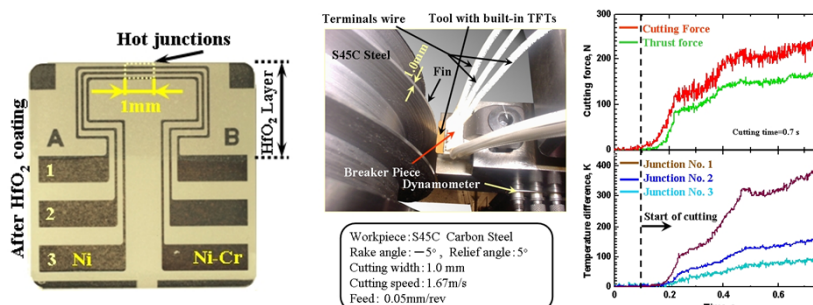 Hot junctions
1mm
HfO₂ Layer
After HfO₂ coating
A
B
1
2
3
Ni
Ni-Cr
Terminals wire
Tool with built-in TFTs
S45C Steel
1.0mm
Fin
Breaker Piece
Dynamometer
Workpiece:S45C Carbon Steel
Rake angle:－5°, Relief angle:5°
Cutting width:1.0 mm
Cutting speed:1.67m/s
Feed: 0.05mm/rev
Cutting force, N
300
200
100
0
Cutting Force
Thrust force
Cutting time=0.7 s
Temperature difference, K
400
300
200
100
0
Junction No. 1
Junction No. 2
Junction No. 3
Start of cutting
0
0.2
0.4
0.6